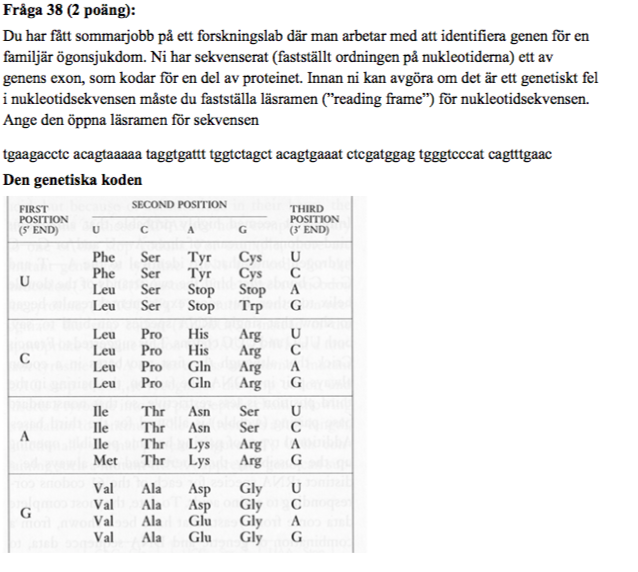 Fråga 38 (2 poäng):
Du har fått sommarjobb på ett forskningslab där man arbetar med att identifiera genen för en
familjär ögonsjukdom. Ni har sekvenserat (fastställt ordningen på nukleotiderna) ett av
genens exon, som kodar för en del av proteinet. Innan ni kan avgöra om det är ett genetiskt fel
i nukleotidsekvensen måste du fastställa läsramen (”reading frame”) för nukleotidsekvensen.
Ange den öppna läsramen för sekvensen
tgaagacctc acagtaaaaa taggtgattt tggtctagct acagtgaaat ctcgatggag tgggtcccat cagtttgaac
Den genetiska koden
FIRST POSITION (5' END) SECOND POSITION THIRD POSITION (3' END)
U C A G
Phe Ser Tyr Cys U
U Phe Ser Tyr Cys C
Leu Ser Stop Stop A
Leu Ser Stop Trp G
Leu Pro His Arg U
C Leu Pro His Arg C
Leu Pro Gln Arg A
Leu Pro Gln Arg G
Ile Thr Asn Ser U
A Ile Thr Asn Ser C
Ile Thr Lys Arg A
Met Thr Lys Arg G
Val Ala Asp Gly U
G Val Ala Asp Gly C
Val Ala Glu Gly A
Val Ala Glu Gly G